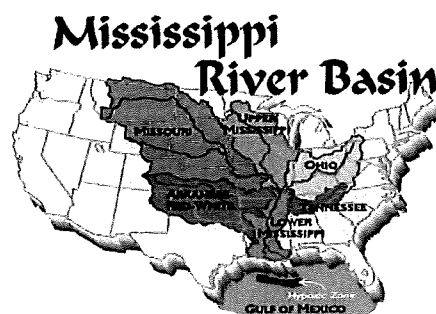 Mississippi
River Basin
UPPER
MISSISSIPPI
MISSOURI
OHIO
ARKANSAS
RED-WHITE
TENNESSEE
LOWER
MISSISSIPPI
Hypoxic Zone
GULF OF MEXICO